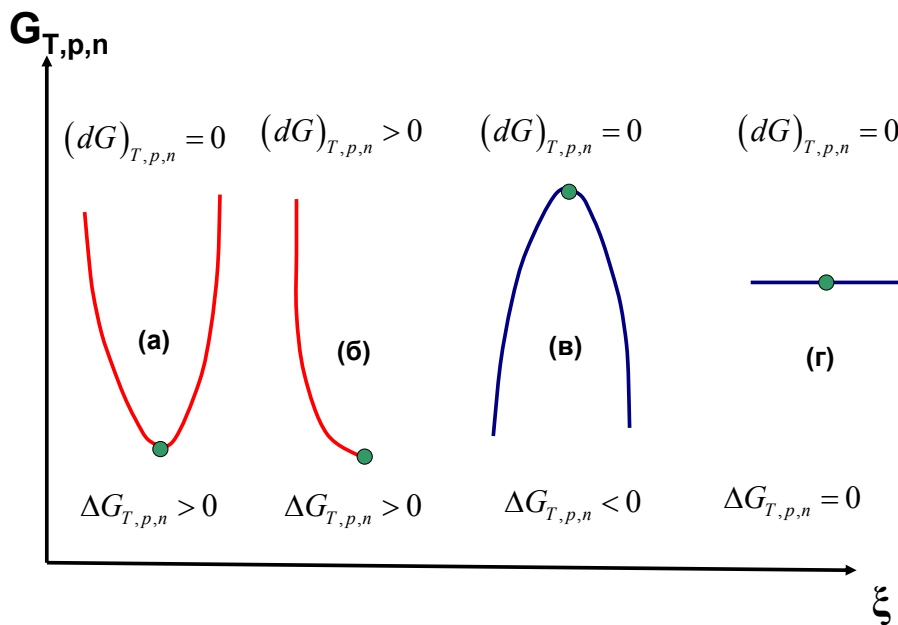 G_{T,p,n}
(dG)_{T,p,n} = 0
(dG)_{T,p,n} > 0
(dG)_{T,p,n} = 0
(dG)_{T,p,n} = 0
(а)
(б)
(в)
(г)
ΔG_{T,p,n} > 0
ΔG_{T,p,n} > 0
ΔG_{T,p,n} < 0
ΔG_{T,p,n} = 0
ξ